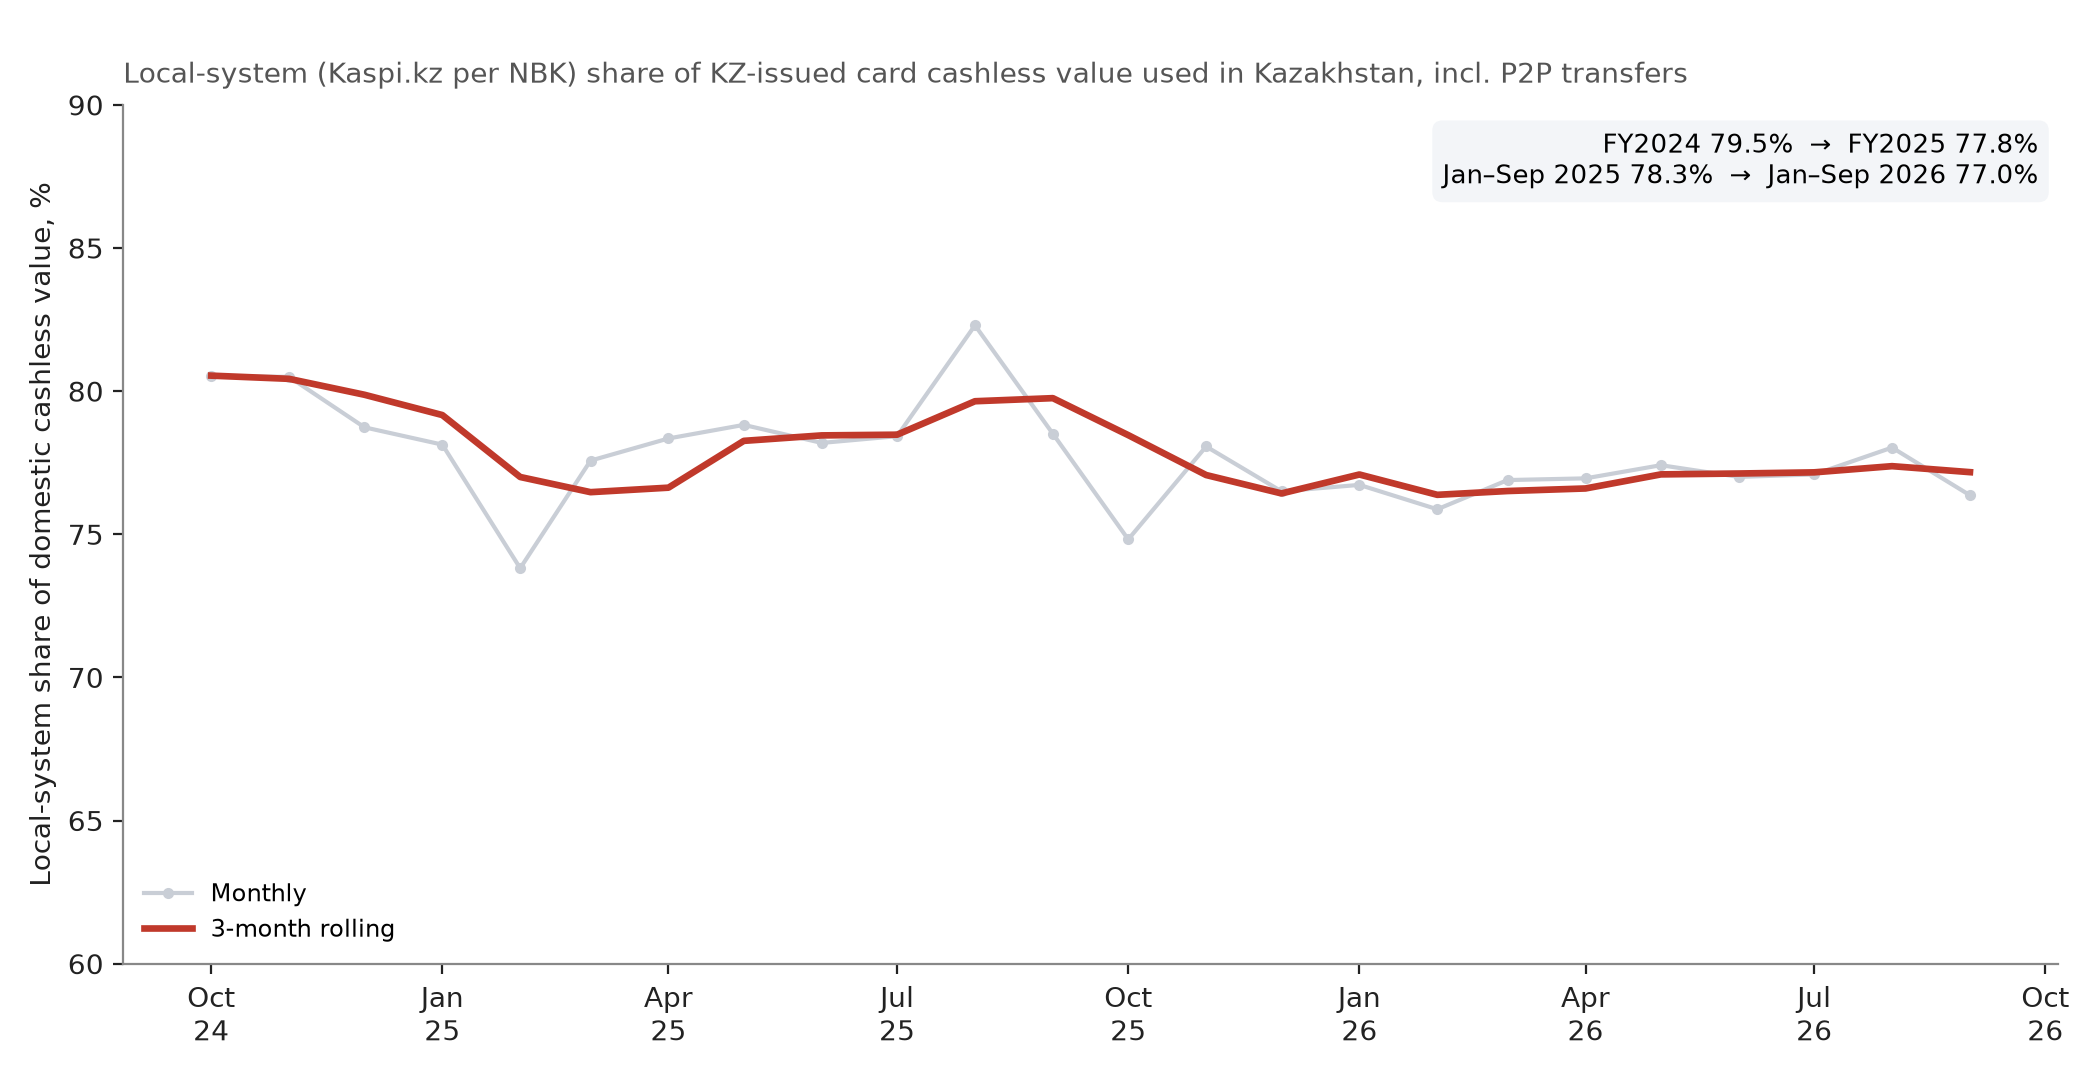 Local-system (Kaspi.kz per NBK) share of KZ-issued card cashless value used in Kazakhstan, incl. P2P transfers
FY2024 79.5% → FY2025 77.8%
Jan–Sep 2025 78.3% → Jan–Sep 2026 77.0%
Local-system share of domestic cashless value, %
90
85
80
75
70
65
60
Monthly
3-month rolling
Oct 24
Jan 25
Apr 25
Jul 25
Oct 25
Jan 26
Apr 26
Jul 26
Oct 26